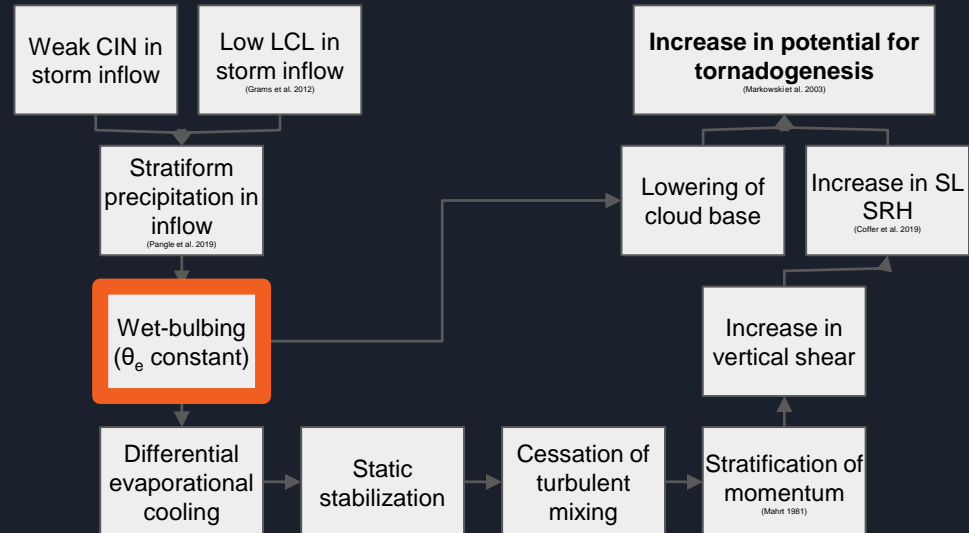 Weak CIN in
storm inflow
Low LCL in
storm inflow
(Grams et al. 2012)
Increase in potential for
tornadogenesis
(Markowski et al. 2003)
Stratiform
precipitation in
inflow
(Pangle et al. 2019)
Lowering of
cloud base
Increase in SL
SRH
(Coffer et al. 2019)
Wet-bulbing
(θₑ constant)
Increase in
vertical shear
Differential
evaporational
cooling
Static
stabilization
Cessation of
turbulent
mixing
Stratification of
momentum
(Mahrt 1981)